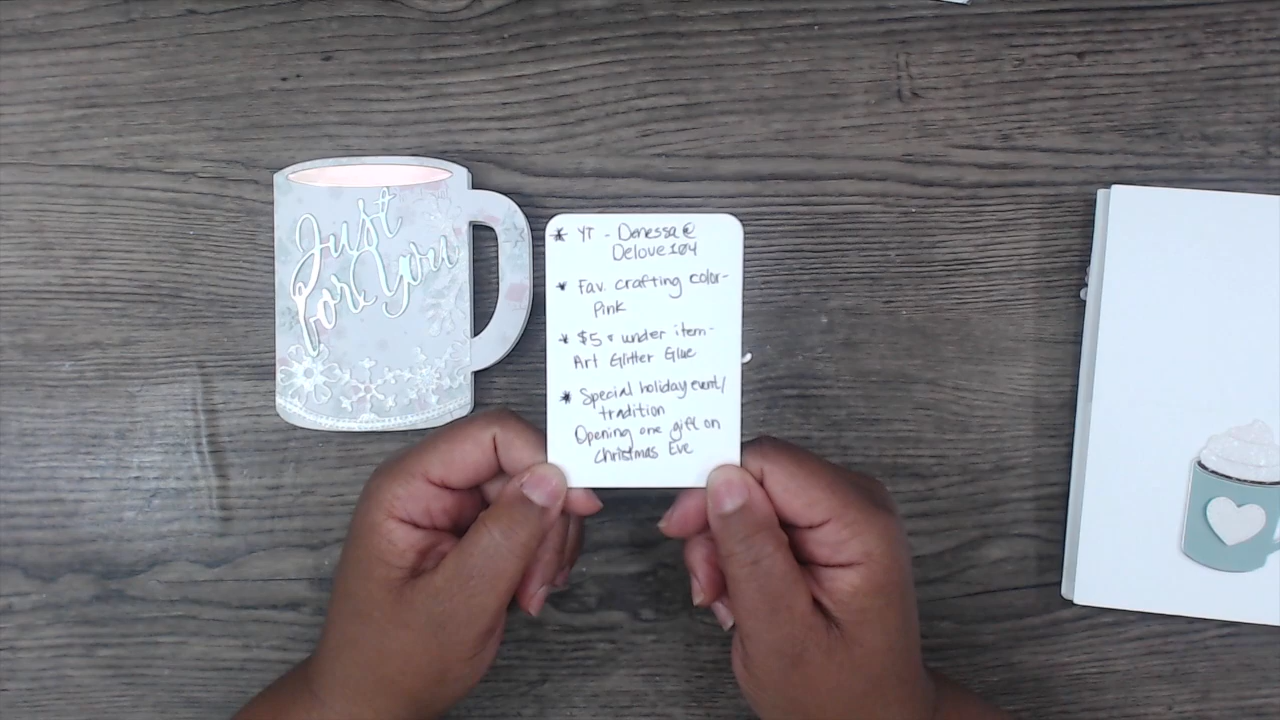 Just
for You
* YT - Denessa @
Delove104
* Fav. crafting color-
Pink
* $5 & under item-
Art Glitter Glue
* Special holiday event/
tradition
Opening one gift on
Christmas Eve